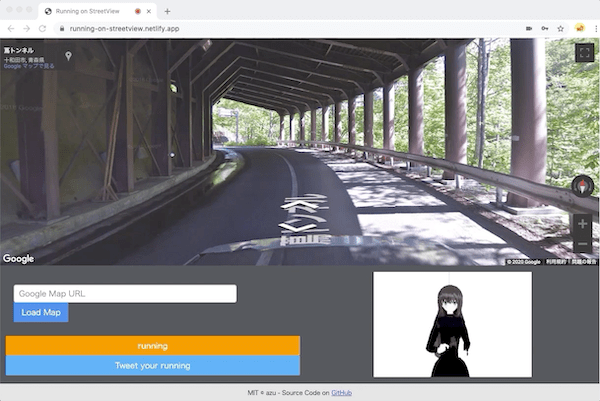 Running on StreetView
running-on-streetview.netlify.app
蔦トンネル
十和田市, 青森県
Google マップで見る
Google
© 2020 Google
利用規約
問題の報告
Google Map URL
Load Map
running
Tweet your running
MIT © azu - Source Code on GitHub